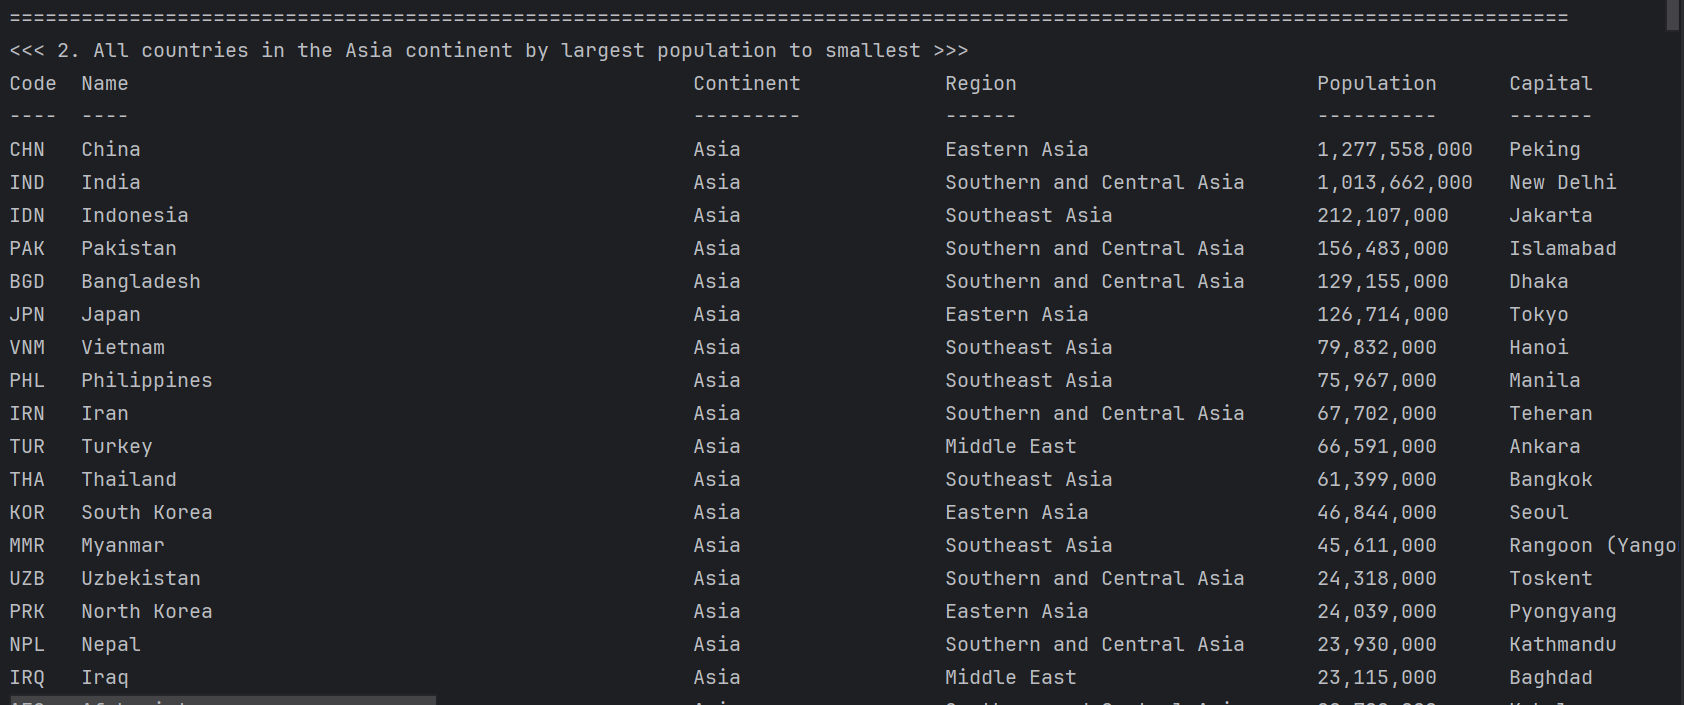 ==================================================================================================================================
<<< 2. All countries in the Asia continent by largest population to smallest >>>
Code  Name                                               Continent            Region                         Population      Capital
----  ----                                               ---------            ------                         ----------      -------
CHN   China                                              Asia                 Eastern Asia                   1,277,558,000   Peking
IND   India                                              Asia                 Southern and Central Asia      1,013,662,000   New Delhi
IDN   Indonesia                                          Asia                 Southeast Asia                 212,107,000     Jakarta
PAK   Pakistan                                           Asia                 Southern and Central Asia      156,483,000     Islamabad
BGD   Bangladesh                                         Asia                 Southern and Central Asia      129,155,000     Dhaka
JPN   Japan                                              Asia                 Eastern Asia                   126,714,000     Tokyo
VNM   Vietnam                                            Asia                 Southeast Asia                 79,832,000      Hanoi
PHL   Philippines                                        Asia                 Southeast Asia                 75,967,000      Manila
IRN   Iran                                               Asia                 Southern and Central Asia      67,702,000      Teheran
TUR   Turkey                                             Asia                 Middle East                    66,591,000      Ankara
THA   Thailand                                           Asia                 Southeast Asia                 61,399,000      Bangkok
KOR   South Korea                                        Asia                 Eastern Asia                   46,844,000      Seoul
MMR   Myanmar                                            Asia                 Southeast Asia                 45,611,000      Rangoon (Yango
UZB   Uzbekistan                                         Asia                 Southern and Central Asia      24,318,000      Toskent
PRK   North Korea                                        Asia                 Eastern Asia                   24,039,000      Pyongyang
NPL   Nepal                                              Asia                 Southern and Central Asia      23,930,000      Kathmandu
IRQ   Iraq                                               Asia                 Middle East                    23,115,000      Baghdad